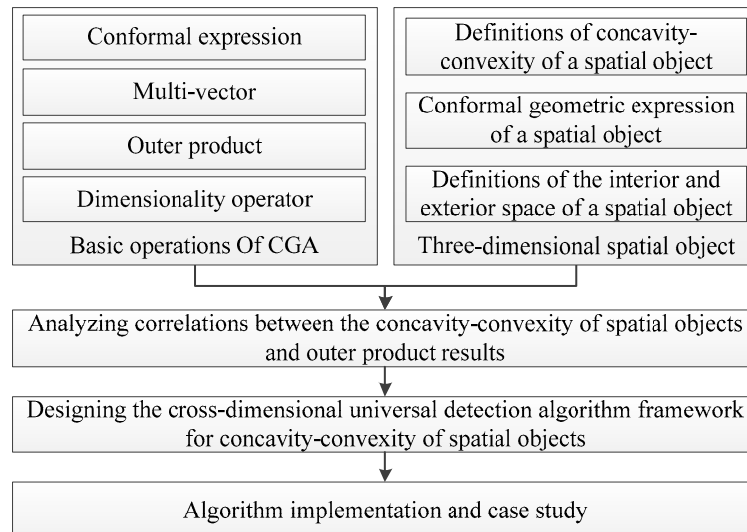 Conformal expression
Multi-vector
Outer product
Dimensionality operator
Basic operations Of CGA
Definitions of concavity-
convexity of a spatial object
Conformal geometric expression
of a spatial object
Definitions of the interior and
exterior space of a spatial object
Three-dimensional spatial object
Analyzing correlations between the concavity-convexity of spatial objects
and outer product results
Designing the cross-dimensional universal detection algorithm framework
for concavity-convexity of spatial objects
Algorithm implementation and case study